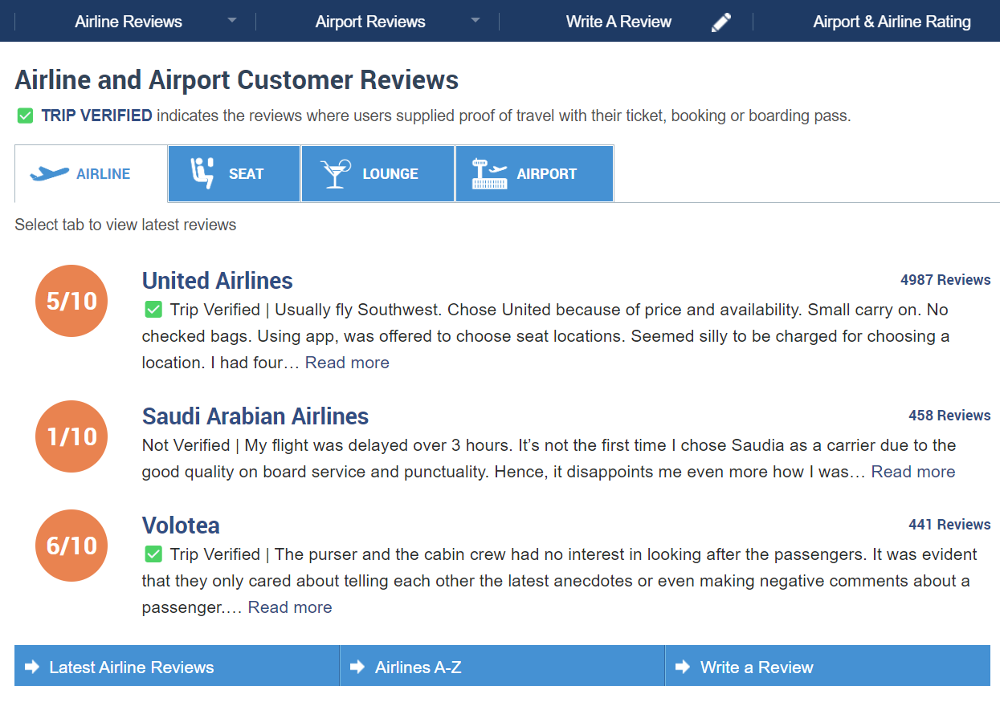 Airline Reviews
Airport Reviews
Write A Review
Airport & Airline Rating
Airline and Airport Customer Reviews
TRIP VERIFIED indicates the reviews where users supplied proof of travel with their ticket, booking or boarding pass.
AIRLINE
SEAT
LOUNGE
AIRPORT
Select tab to view latest reviews
5/10
United Airlines
4987 Reviews
Trip Verified | Usually fly Southwest. Chose United because of price and availability. Small carry on. No
checked bags. Using app, was offered to choose seat locations. Seemed silly to be charged for choosing a
location. I had four… Read more
1/10
Saudi Arabian Airlines
458 Reviews
Not Verified | My flight was delayed over 3 hours. It’s not the first time I chose Saudia as a carrier due to the
good quality on board service and punctuality. Hence, it disappoints me even more how I was… Read more
6/10
Volotea
441 Reviews
Trip Verified | The purser and the cabin crew had no interest in looking after the passengers. It was evident
that they only cared about telling each other the latest anecdotes or even making negative comments about a
passenger.… Read more
Latest Airline Reviews
Airlines A-Z
Write a Review